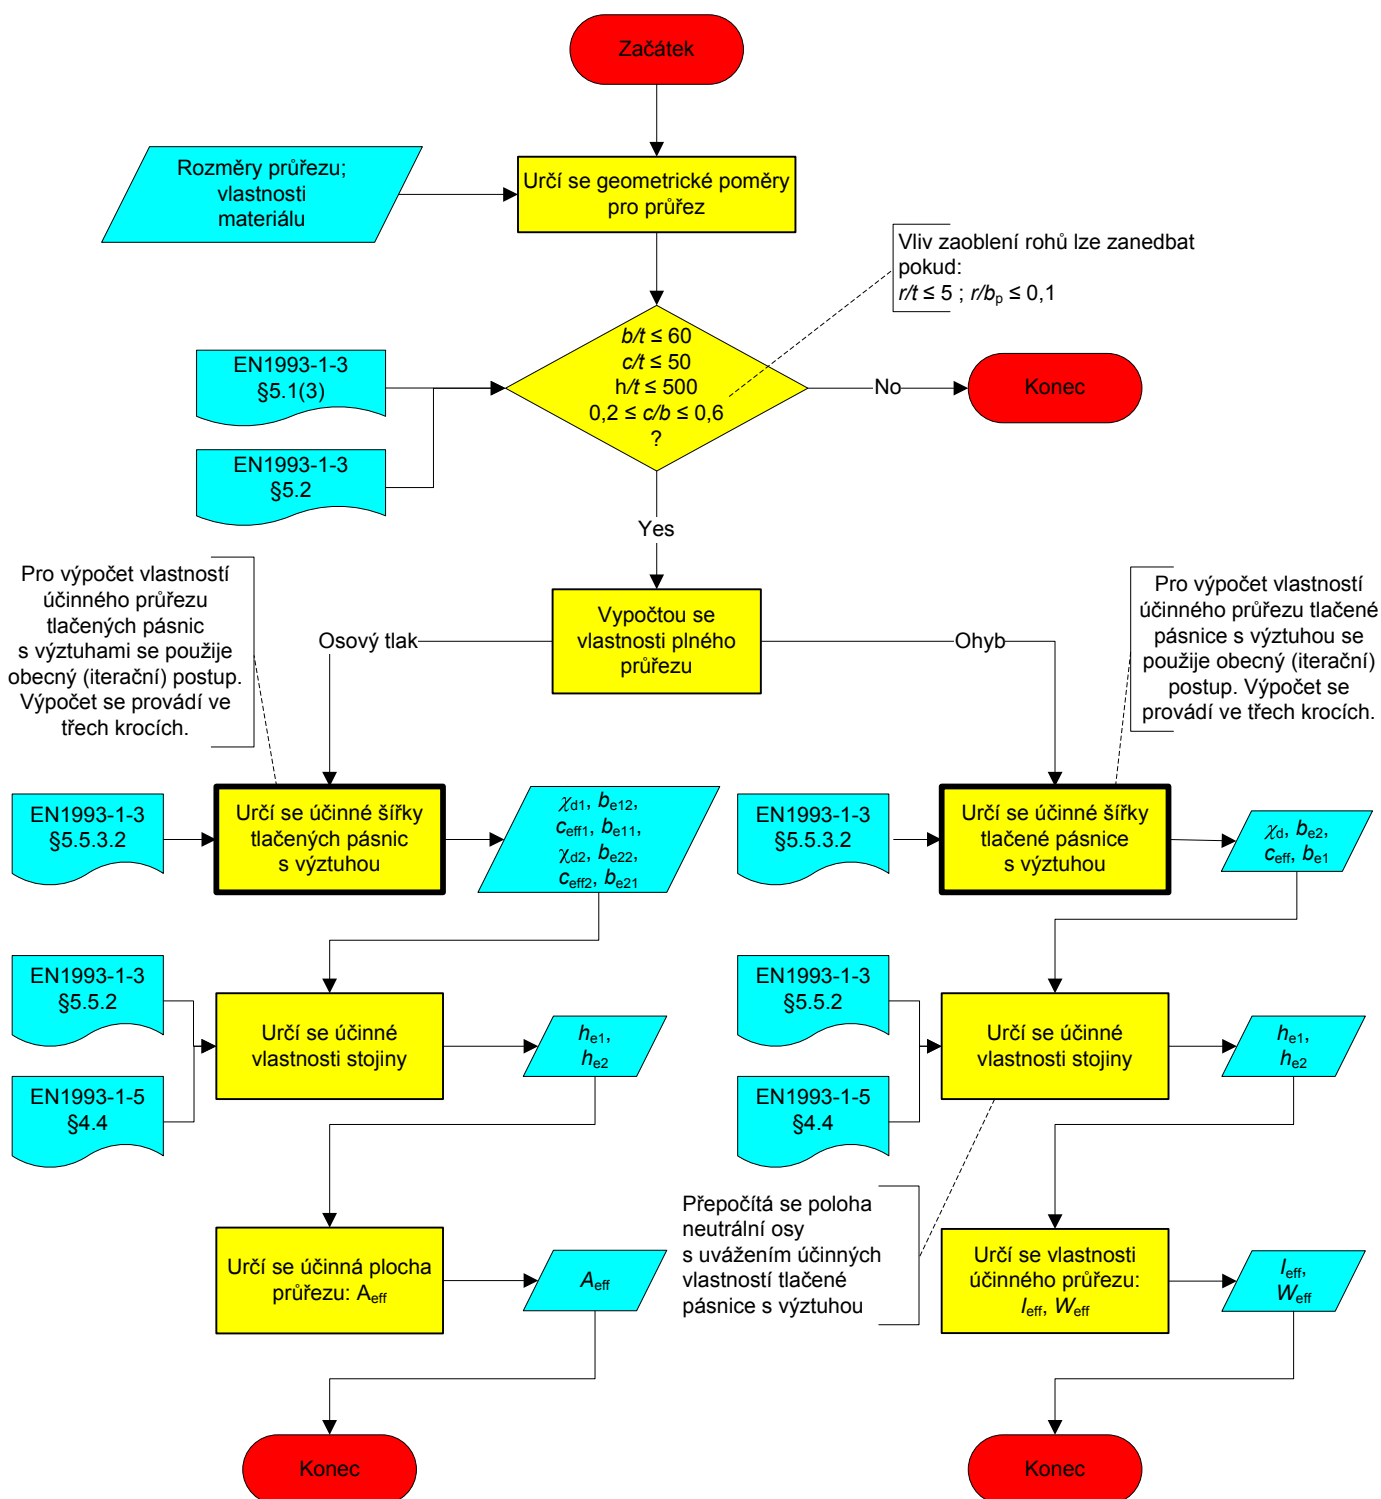 Začátek
Rozměry průřezu;
vlastnosti
materiálu
Určí se geometrické poměry
pro průřez
Vliv zaoblení rohů lze zanedbat
pokud:
r/t ≤ 5 ; r/bp ≤ 0,1
b/t ≤ 60
c/t ≤ 50
h/t ≤ 500
0,2 ≤ c/b ≤ 0,6
?
EN1993-1-3
§5.1(3)
No
Konec
EN1993-1-3
§5.2
Yes
Pro výpočet vlastností
účinného průřezu
tlačených pásnic
s výztuhami se použije
obecný (iterační) postup.
Výpočet se provádí ve
třech krocích.
Osový tlak
Vypočtou se
vlastnosti plného
průřezu
Ohyb
Pro výpočet vlastností
účinného průřezu tlačené
pásnice s výztuhou se
použije obecný (iterační)
postup. Výpočet se
provádí ve třech krocích.
EN1993-1-3
§5.5.3.2
Určí se účinné šířky
tlačených pásnic
s výztuhou
χd1, be12,
ceff1, be11,
χd2, be22,
ceff2, be21
EN1993-1-3
§5.5.3.2
Určí se účinné šířky
tlačené pásnice
s výztuhou
χd, be2,
ceff, be1
EN1993-1-3
§5.5.2
EN1993-1-5
§4.4
Určí se účinné
vlastnosti stojiny
he1,
he2
EN1993-1-3
§5.5.2
EN1993-1-5
§4.4
Určí se účinné
vlastnosti stojiny
he1,
he2
Určí se účinná plocha
průřezu: Aeff
Aeff
Přepočítá se poloha
neutrální osy
s uvážením účinných
vlastností tlačené
pásnice s výztuhou
Určí se vlastnosti
účinného průřezu:
Ieff, Weff
Ieff,
Weff
Konec
Konec